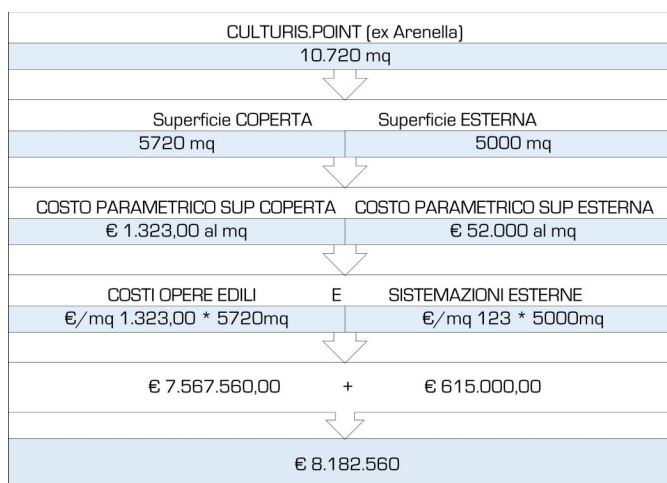 CULTURIS.POINT (ex Arenella)
10.720 mq
Superficie COPERTA Superficie ESTERNA
5720 mq 5000 mq
COSTO PARAMETRICO SUP COPERTA COSTO PARAMETRICO SUP ESTERNA
€ 1.323,00 al mq € 52.000 al mq
COSTI OPERE EDILI E SISTEMAZIONI ESTERNE
€/mq 1.323,00 * 5720mq €/mq 123 * 5000mq
€ 7.567.560,00 + € 615.000,00
€ 8.182.560